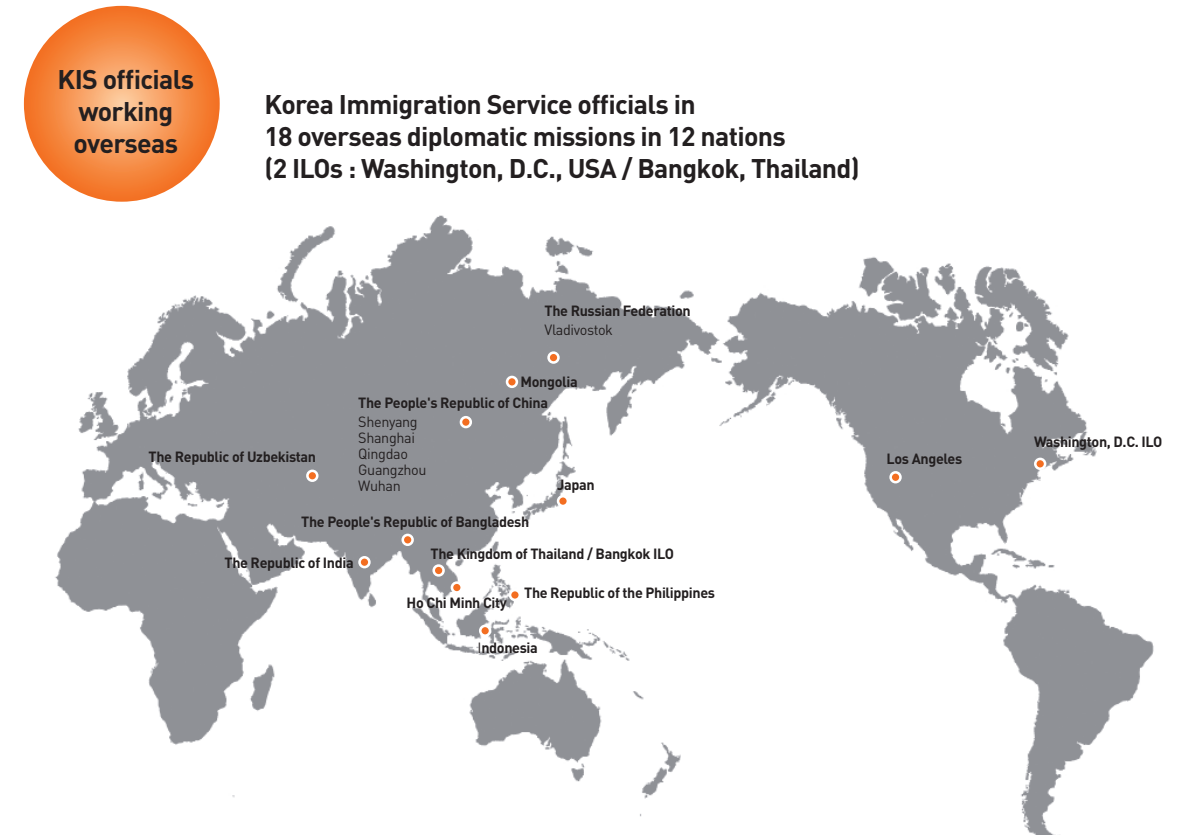 KIS officials
working
overseas
Korea Immigration Service officials in
18 overseas diplomatic missions in 12 nations
(2 ILOs : Washington, D.C., USA / Bangkok, Thailand)
The Russian Federation
Vladivostok
Mongolia
The People's Republic of China
Shenyang
Shanghai
Qingdao
Guangzhou
Wuhan
The Republic of Uzbekistan
Japan
The People's Republic of Bangladesh
The Republic of India
The Kingdom of Thailand / Bangkok ILO
Ho Chi Minh City
The Republic of the Philippines
Indonesia
Los Angeles
Washington, D.C. ILO